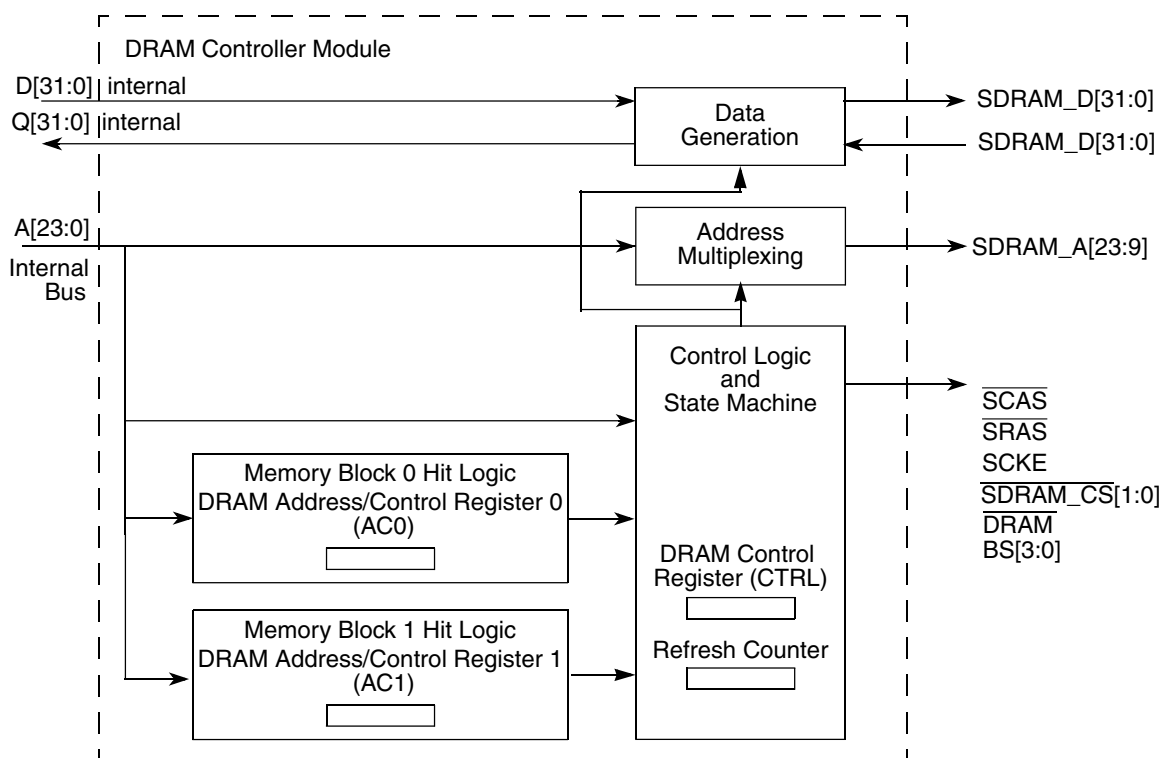 DRAM Controller Module
D[31:0] internal
Q[31:0] internal
Data
Generation
SDRAM_D[31:0]
SDRAM_D[31:0]
A[23:0]
Internal
Bus
Address
Multiplexing
SDRAM_A[23:9]
Control Logic
and
State Machine
SCAS
SRAS
SCKE
SDRAM_CS[1:0]
DRAM
BS[3:0]
Memory Block 0 Hit Logic
DRAM Address/Control Register 0
(AC0)
DRAM Control
Register (CTRL)
Refresh Counter
Memory Block 1 Hit Logic
DRAM Address/Control Register 1
(AC1)